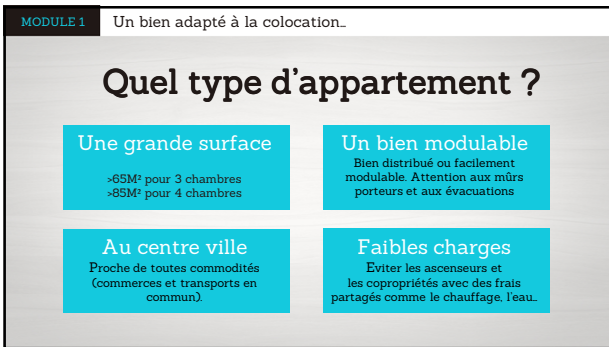 MODULE 1
Un bien adapté à la colocation...
Quel type d'appartement ?
Une grande surface
>65M² pour 3 chambres
>85M² pour 4 chambres
Un bien modulable
Bien distribué ou facilement
modulable. Attention aux mûrs
porteurs et aux évacuations
Au centre ville
Proche de toutes commodités
(commerces et transports en
commun).
Faibles charges
Eviter les ascenseurs et
les copropriétés avec des frais
partagés comme le chauffage, l'eau...